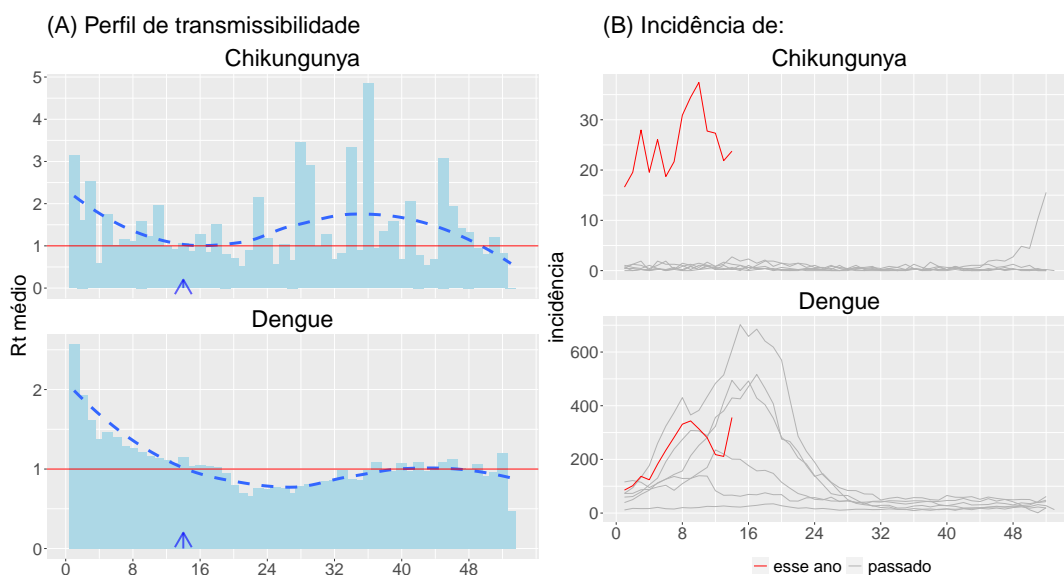 (A) Perfil de transmissibilidade
Chikungunya
5
4
3
2
1
0
Dengue
2
1
0
Rt médio
0 8 16 24 32 40 48
(B) Incidência de:
Chikungunya
30
20
10
0
Dengue
600
400
200
0
incidência
0 8 16 24 32 40 48
esse ano passado